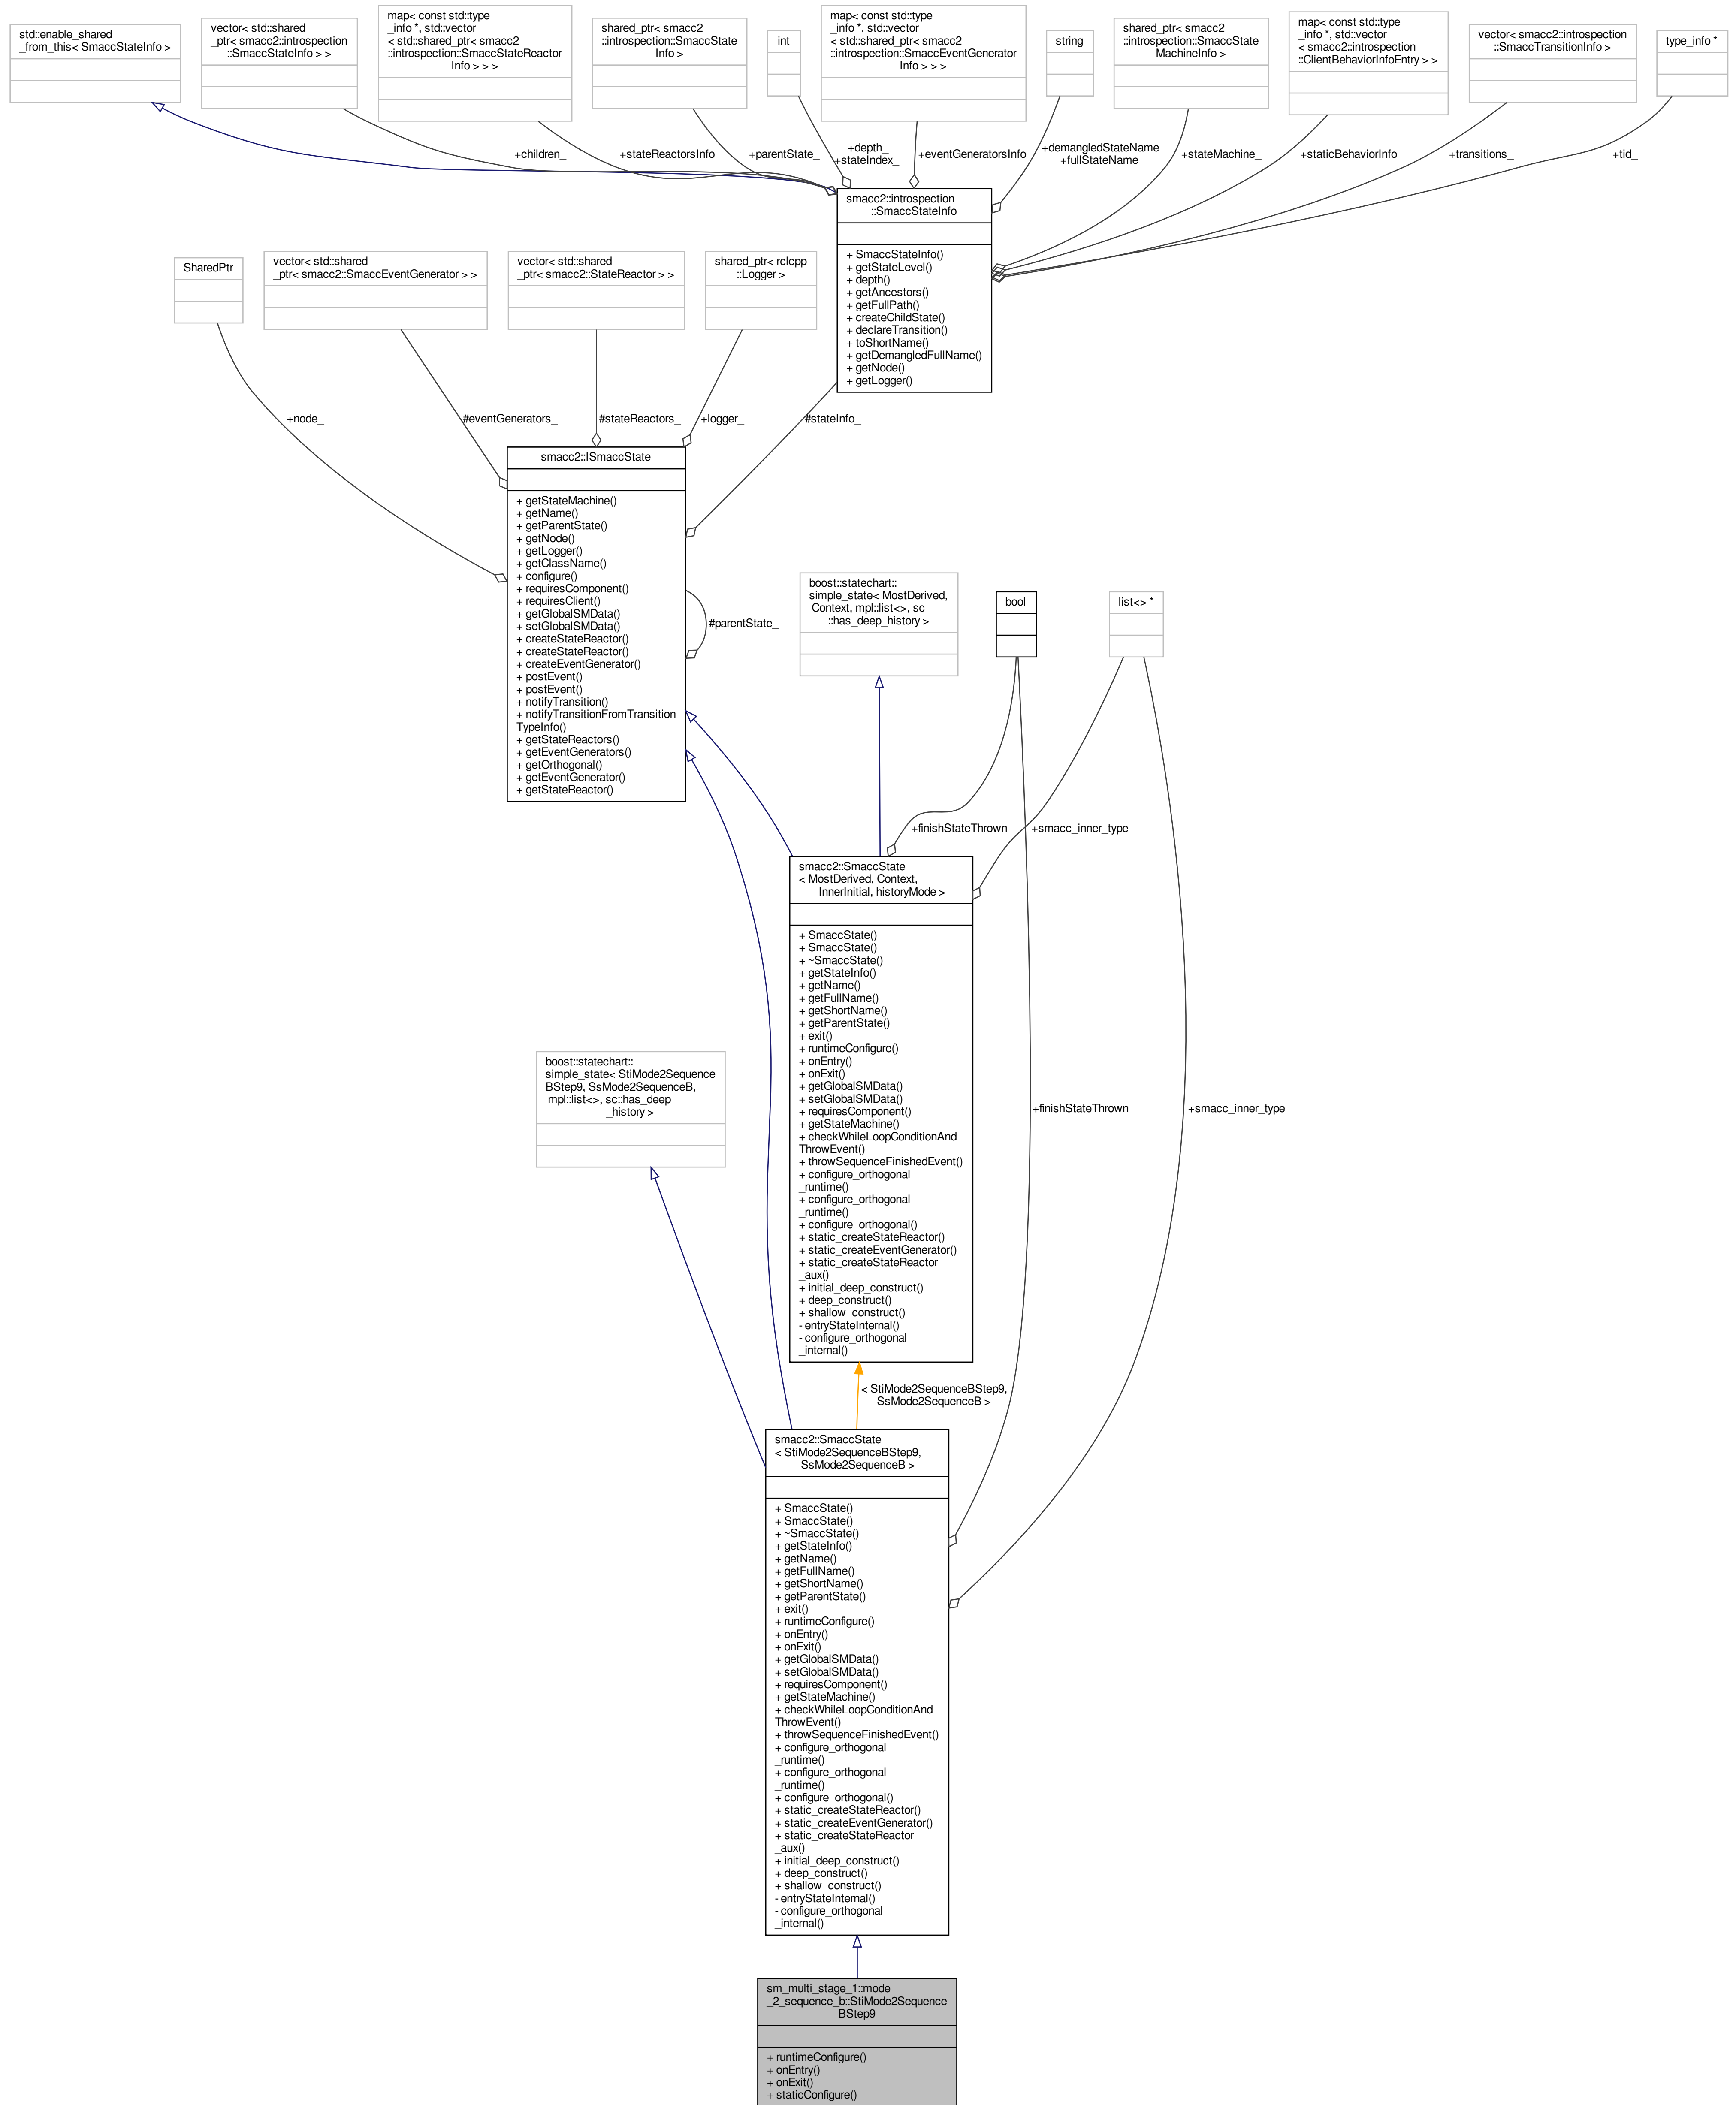 std::enable_shared
_from_this< SmaccStateInfo >
vector< std::shared
_ptr< smacc2::introspection
::SmaccStateInfo > >
map< const std::type
_info *, std::vector
< std::shared_ptr< smacc2
::introspection::SmaccStateReactor
Info > > >
shared_ptr< smacc2
::introspection::SmaccState
Info >
int
map< const std::type
_info *, std::vector
< std::shared_ptr< smacc2
::introspection::SmaccEventGenerator
Info > > >
string
shared_ptr< smacc2
::introspection::SmaccState
MachineInfo >
map< const std::type
_info *, std::vector
< smacc2::introspection
::ClientBehaviorInfoEntry > >
vector< smacc2::introspection
::SmaccTransitionInfo >
type_info *
+children_
+stateReactorsInfo
+parentState_
+depth_
+stateIndex_
+eventGeneratorsInfo
+demangledStateName
+fullStateName
+stateMachine_
+staticBehaviorInfo
+transitions_
+tid_
smacc2::introspection
::SmaccStateInfo
+ SmaccStateInfo()
+ getStateLevel()
+ depth()
+ getAncestors()
+ getFullPath()
+ createChildState()
+ declareTransition()
+ toShortName()
+ getDemangledFullName()
+ getNode()
+ getLogger()
SharedPtr
vector< std::shared
_ptr< smacc2::SmaccEventGenerator > >
vector< std::shared
_ptr< smacc2::StateReactor > >
shared_ptr< rclcpp
::Logger >
+node_
#eventGenerators_
#stateReactors_
+logger_
#stateInfo_
smacc2::ISmaccState
+ getStateMachine()
+ getName()
+ getParentState()
+ getNode()
+ getLogger()
+ getClassName()
+ configure()
+ requiresComponent()
+ requiresClient()
+ getGlobalSMData()
+ setGlobalSMData()
+ createStateReactor()
+ createStateReactor()
+ createEventGenerator()
+ postEvent()
+ postEvent()
+ notifyTransition()
+ notifyTransitionFromTransition
TypeInfo()
+ getStateReactors()
+ getEventGenerators()
+ getOrthogonal()
+ getEventGenerator()
+ getStateReactor()
#parentState_
boost::statechart::
simple_state< MostDerived,
Context, mpl::list<>, sc
::has_deep_history >
bool
list<> *
+finishStateThrown
+smacc_inner_type
smacc2::SmaccState
< MostDerived, Context,
InnerInitial, historyMode >
+ SmaccState()
+ SmaccState()
+ ~SmaccState()
+ getStateInfo()
+ getName()
+ getFullName()
+ getShortName()
+ getParentState()
+ exit()
+ runtimeConfigure()
+ onEntry()
+ onExit()
+ getGlobalSMData()
+ setGlobalSMData()
+ requiresComponent()
+ getStateMachine()
+ checkWhileLoopConditionAnd
ThrowEvent()
+ throwSequenceFinishedEvent()
+ configure_orthogonal
_runtime()
+ configure_orthogonal
_runtime()
+ configure_orthogonal()
+ static_createStateReactor()
+ static_createEventGenerator()
+ static_createStateReactor
_aux()
+ initial_deep_construct()
+ deep_construct()
+ shallow_construct()
- entryStateInternal()
- configure_orthogonal
_internal()
boost::statechart::
simple_state< StiMode2Sequence
BStep9, SsMode2SequenceB,
mpl::list<>, sc::has_deep
_history >
+finishStateThrown
+smacc_inner_type
< StiMode2SequenceBStep9,
SsMode2SequenceB >
smacc2::SmaccState
< StiMode2SequenceBStep9,
SsMode2SequenceB >
+ SmaccState()
+ SmaccState()
+ ~SmaccState()
+ getStateInfo()
+ getName()
+ getFullName()
+ getShortName()
+ getParentState()
+ exit()
+ runtimeConfigure()
+ onEntry()
+ onExit()
+ getGlobalSMData()
+ setGlobalSMData()
+ requiresComponent()
+ getStateMachine()
+ checkWhileLoopConditionAnd
ThrowEvent()
+ throwSequenceFinishedEvent()
+ configure_orthogonal
_runtime()
+ configure_orthogonal
_runtime()
+ configure_orthogonal()
+ static_createStateReactor()
+ static_createEventGenerator()
+ static_createStateReactor
_aux()
+ initial_deep_construct()
+ deep_construct()
+ shallow_construct()
- entryStateInternal()
- configure_orthogonal
_internal()
sm_multi_stage_1::mode
_2_sequence_b::StiMode2Sequence
BStep9
+ runtimeConfigure()
+ onEntry()
+ onExit()
+ staticConfigure()